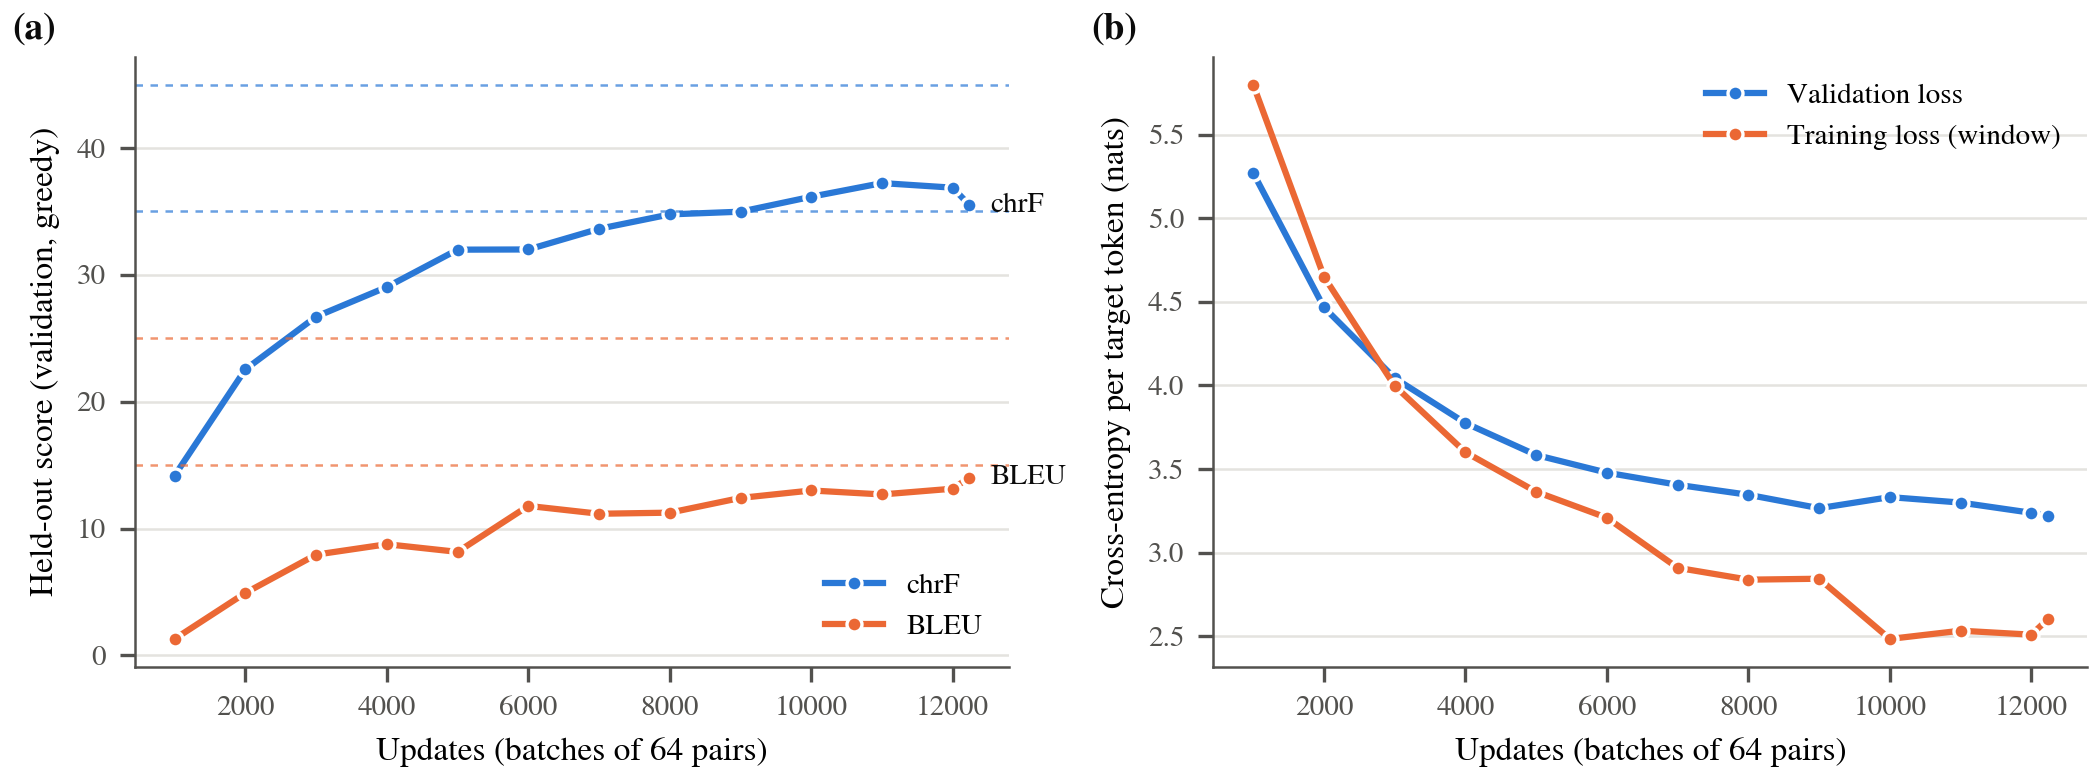 (a)
Held-out score (validation, greedy)
40
30
20
10
0
chrF
BLEU
chrF
BLEU
2000
4000
6000
8000
10000
12000
Updates (batches of 64 pairs)
(b)
Cross-entropy per target token (nats)
5.5
5.0
4.5
4.0
3.5
3.0
2.5
Validation loss
Training loss (window)
2000
4000
6000
8000
10000
12000
Updates (batches of 64 pairs)